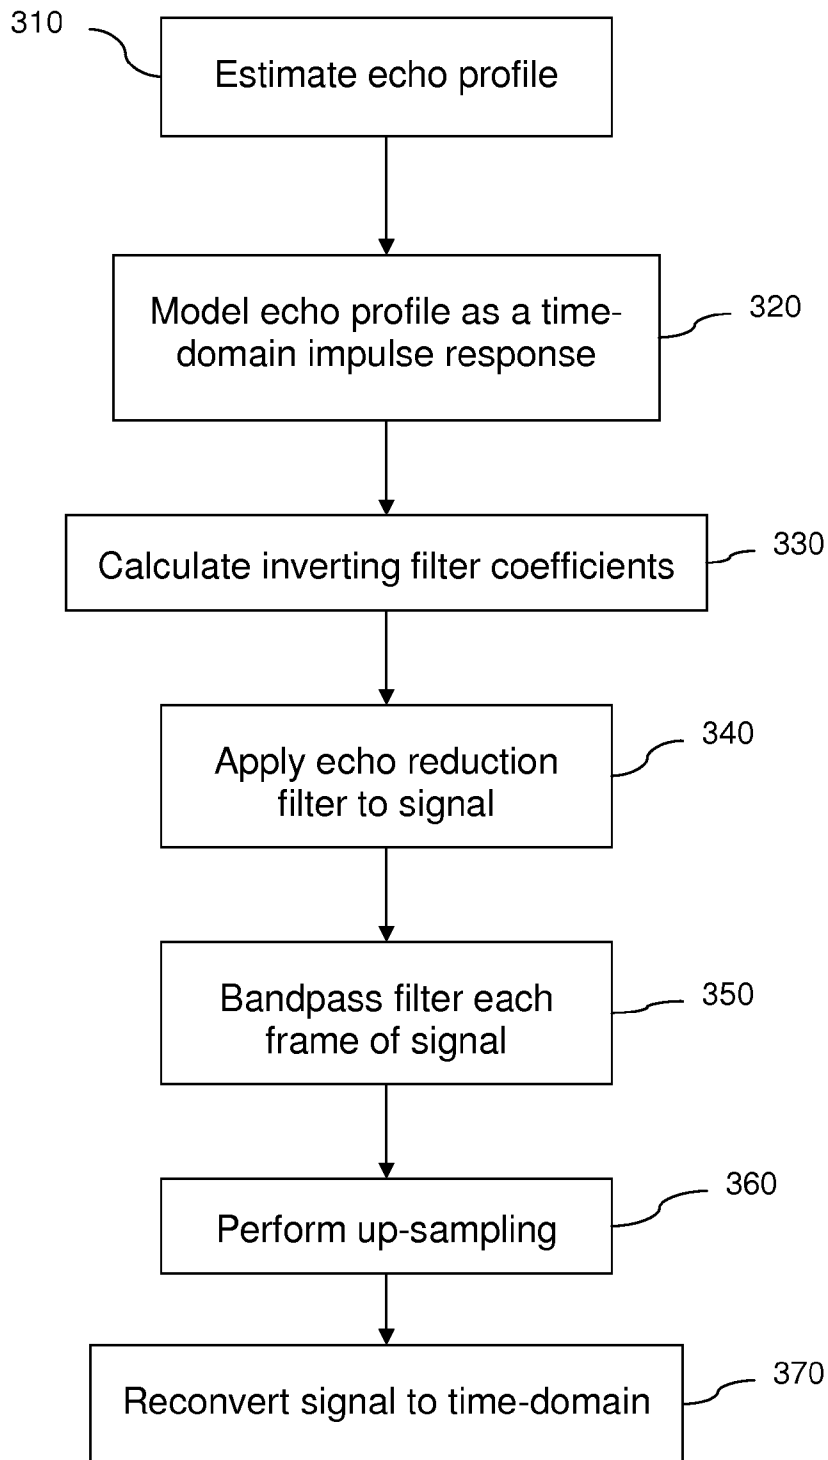 310
Estimate echo profile
Model echo profile as a time-
domain impulse response
320
Calculate inverting filter coefficients
330
Apply echo reduction
filter to signal
340
Bandpass filter each
frame of signal
350
Perform up-sampling
360
Reconvert signal to time-domain
370